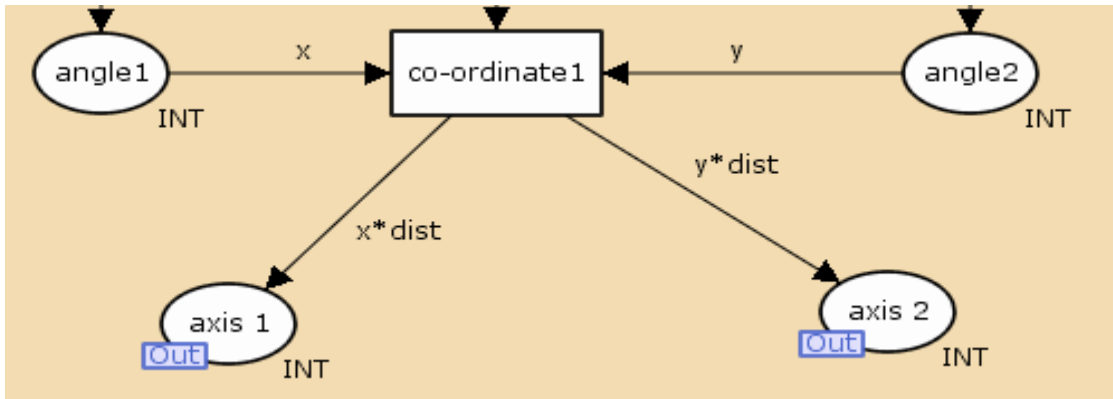 x
y
angle1
co-ordinate1
angle2
INT
INT
y*dist
x*dist
axis 1
axis 2
Out
Out
INT
INT